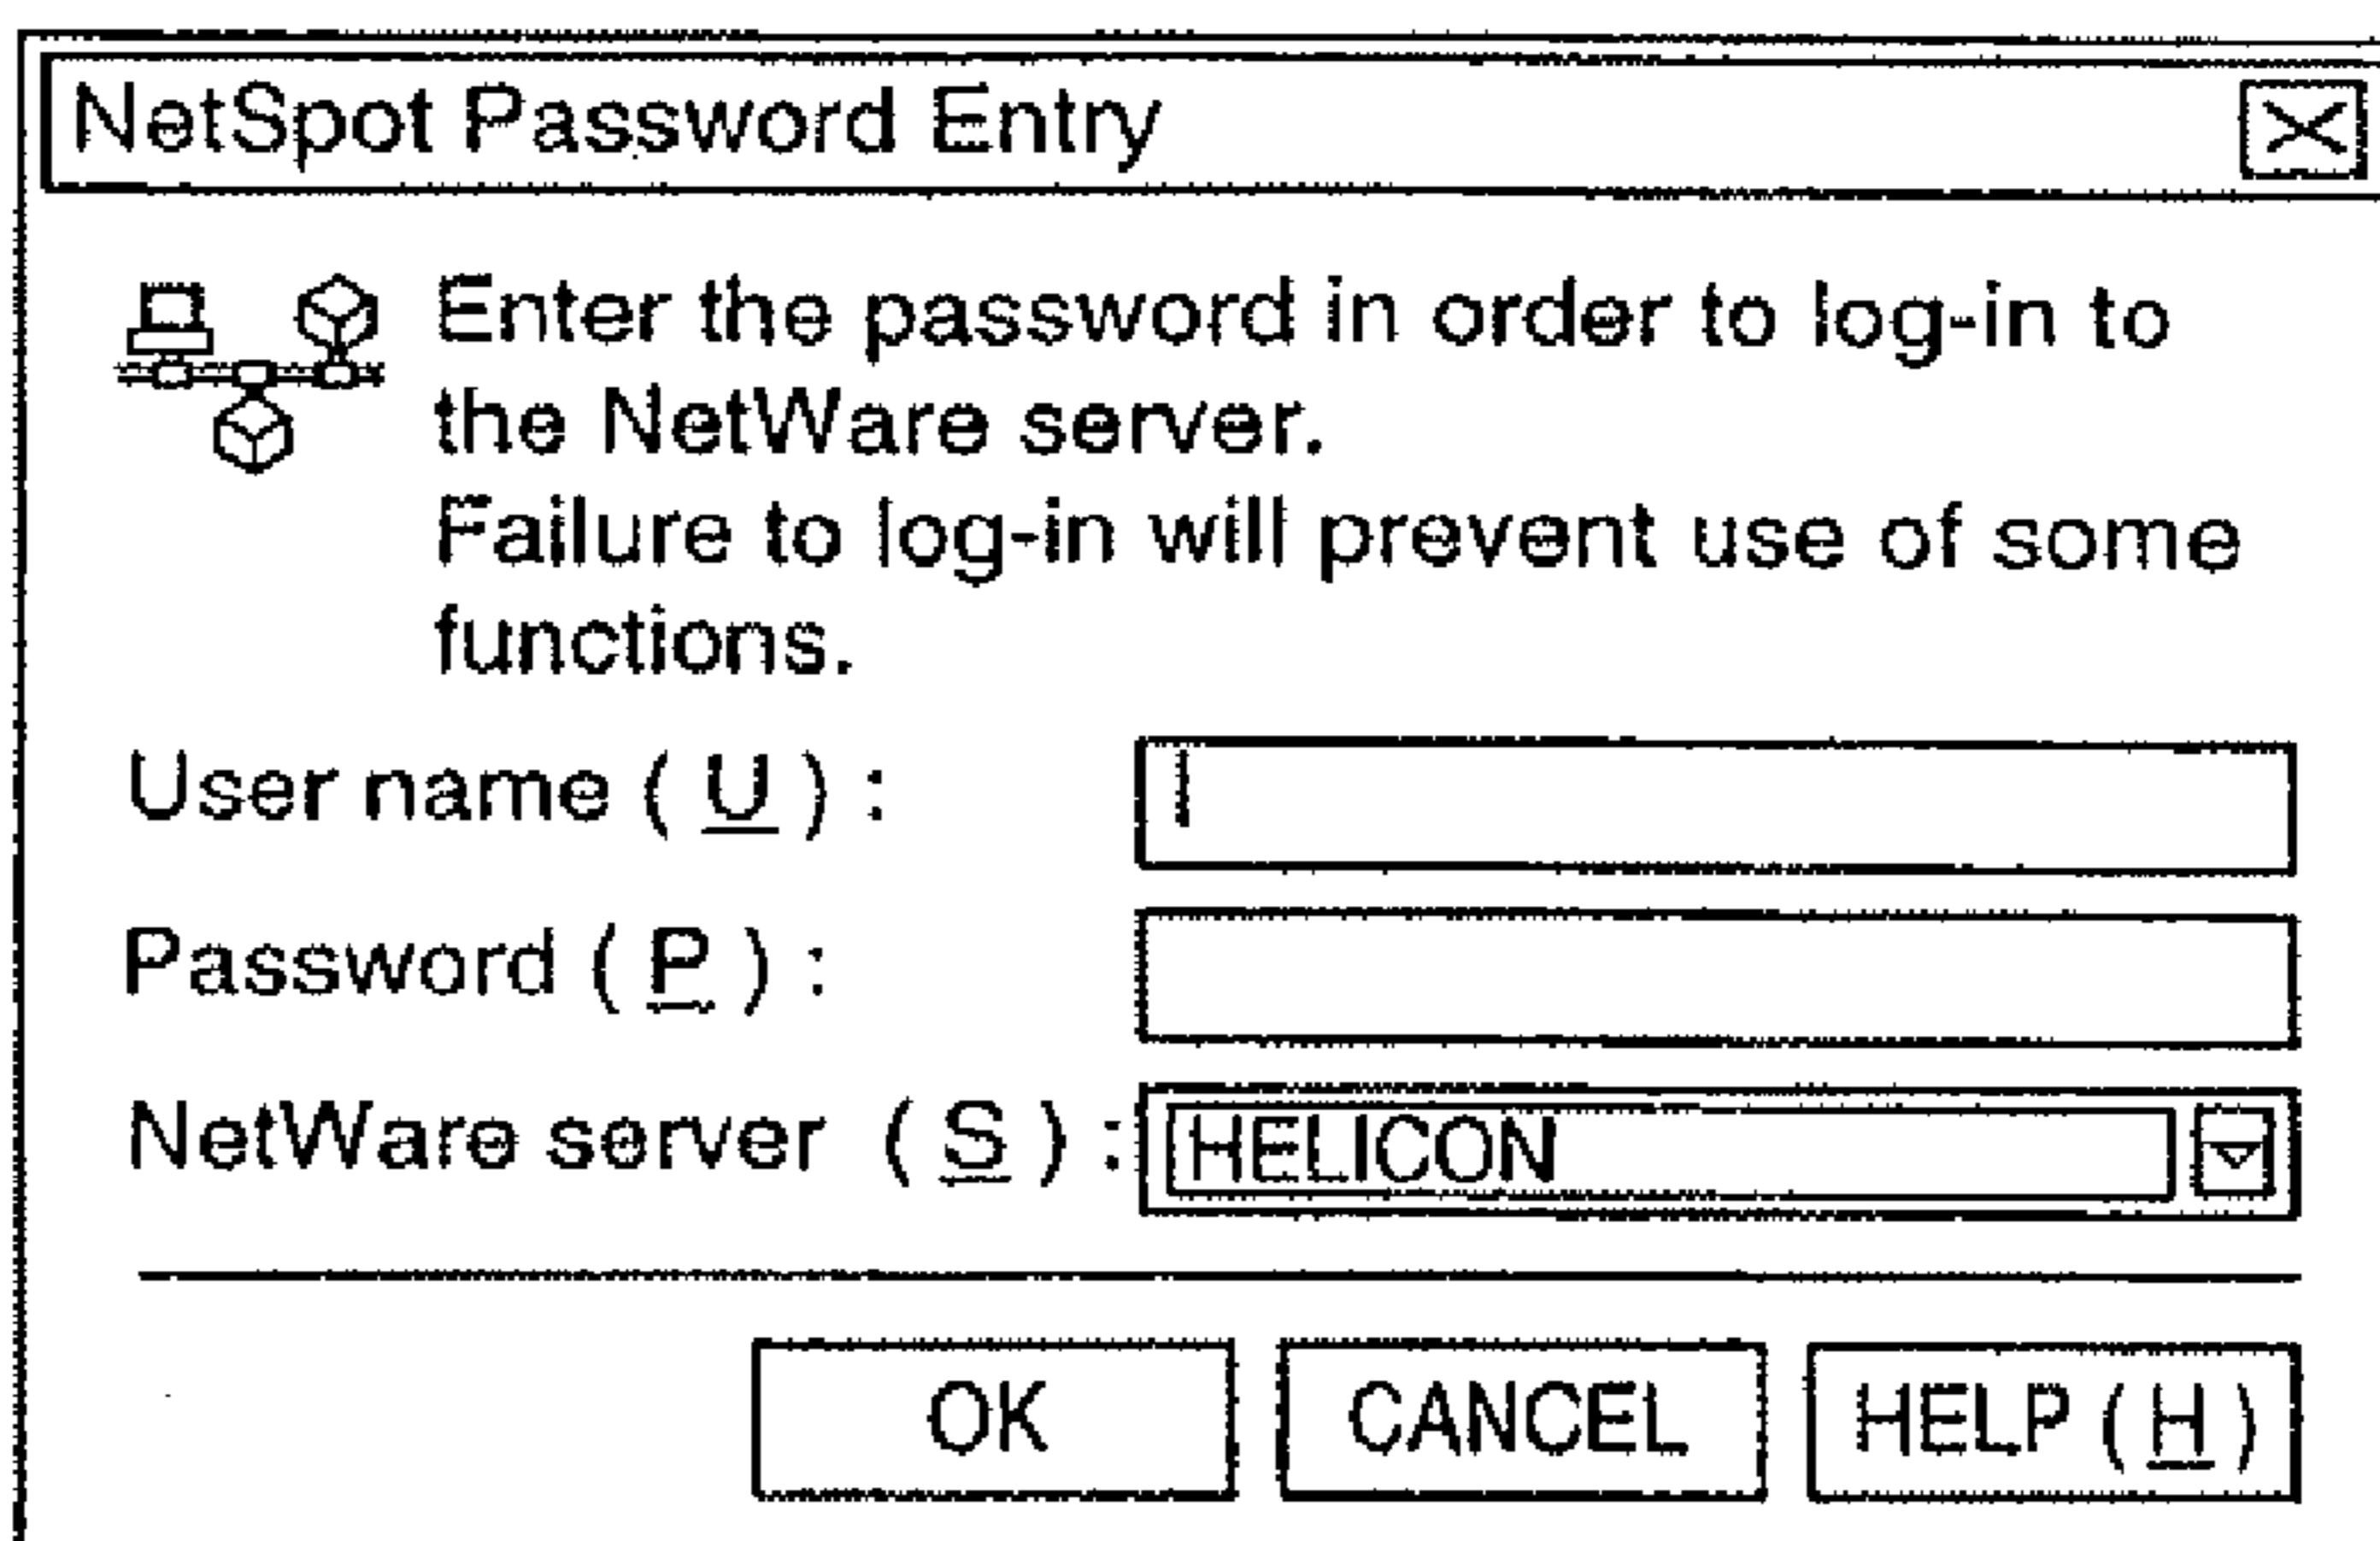 NetSpot Password Entry
Enter the password in order to log-in to
the NetWare server.
Failure to log-in will prevent use of some
functions.
User name ( U ) :
Password ( P ) :
NetWare server ( S ) : HELICON
OK CANCEL HELP ( H )